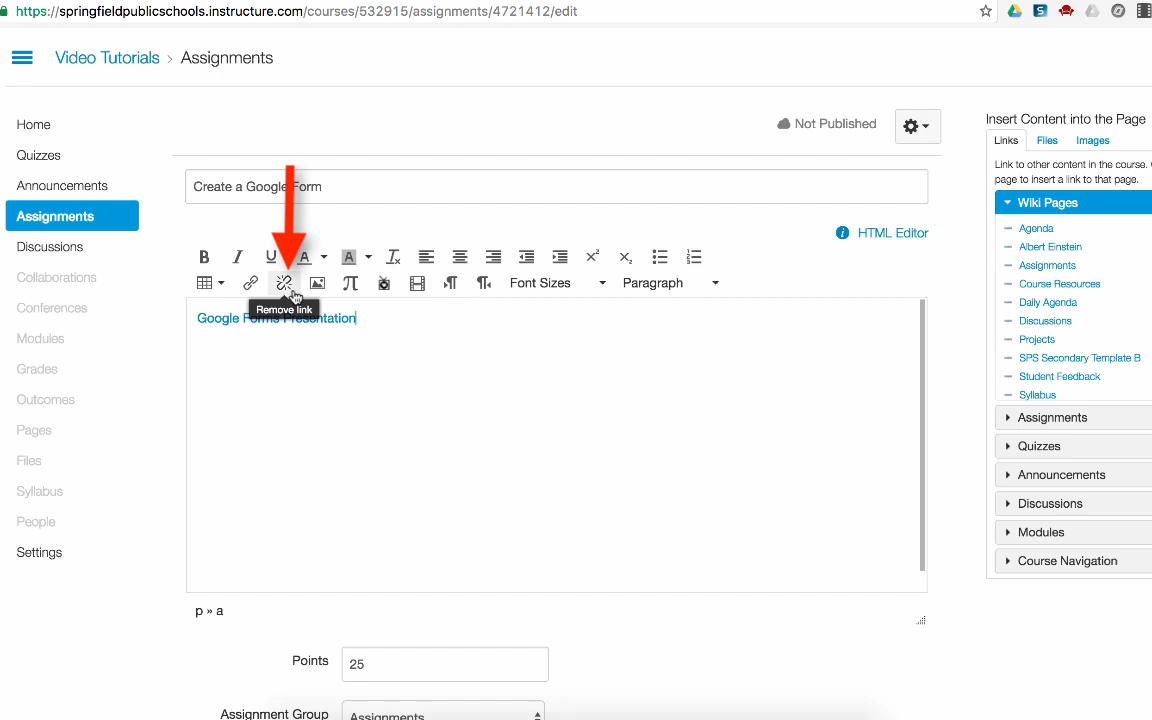 https://springfieldpublicschools.instructure.com/courses/532915/assignments/4721412/edit
Video Tutorials › Assignments
Home
Quizzes
Announcements
Assignments
Discussions
Collaborations
Conferences
Modules
Grades
Outcomes
Pages
Files
Syllabus
People
Settings
Not Published
Create a Google Form
HTML Editor
B I U A A Tx x² x₂
π Font Sizes Paragraph
Remove link
Google Forms Presentation
p » a
Points 25
Assignment Group Assignments
Insert Content into the Page
Links Files Images
Link to other content in the course.
page to insert a link to that page.
Wiki Pages
Agenda
Albert Einstein
Assignments
Course Resources
Daily Agenda
Discussions
Projects
SPS Secondary Template B
Student Feedback
Syllabus
Assignments
Quizzes
Announcements
Discussions
Modules
Course Navigation